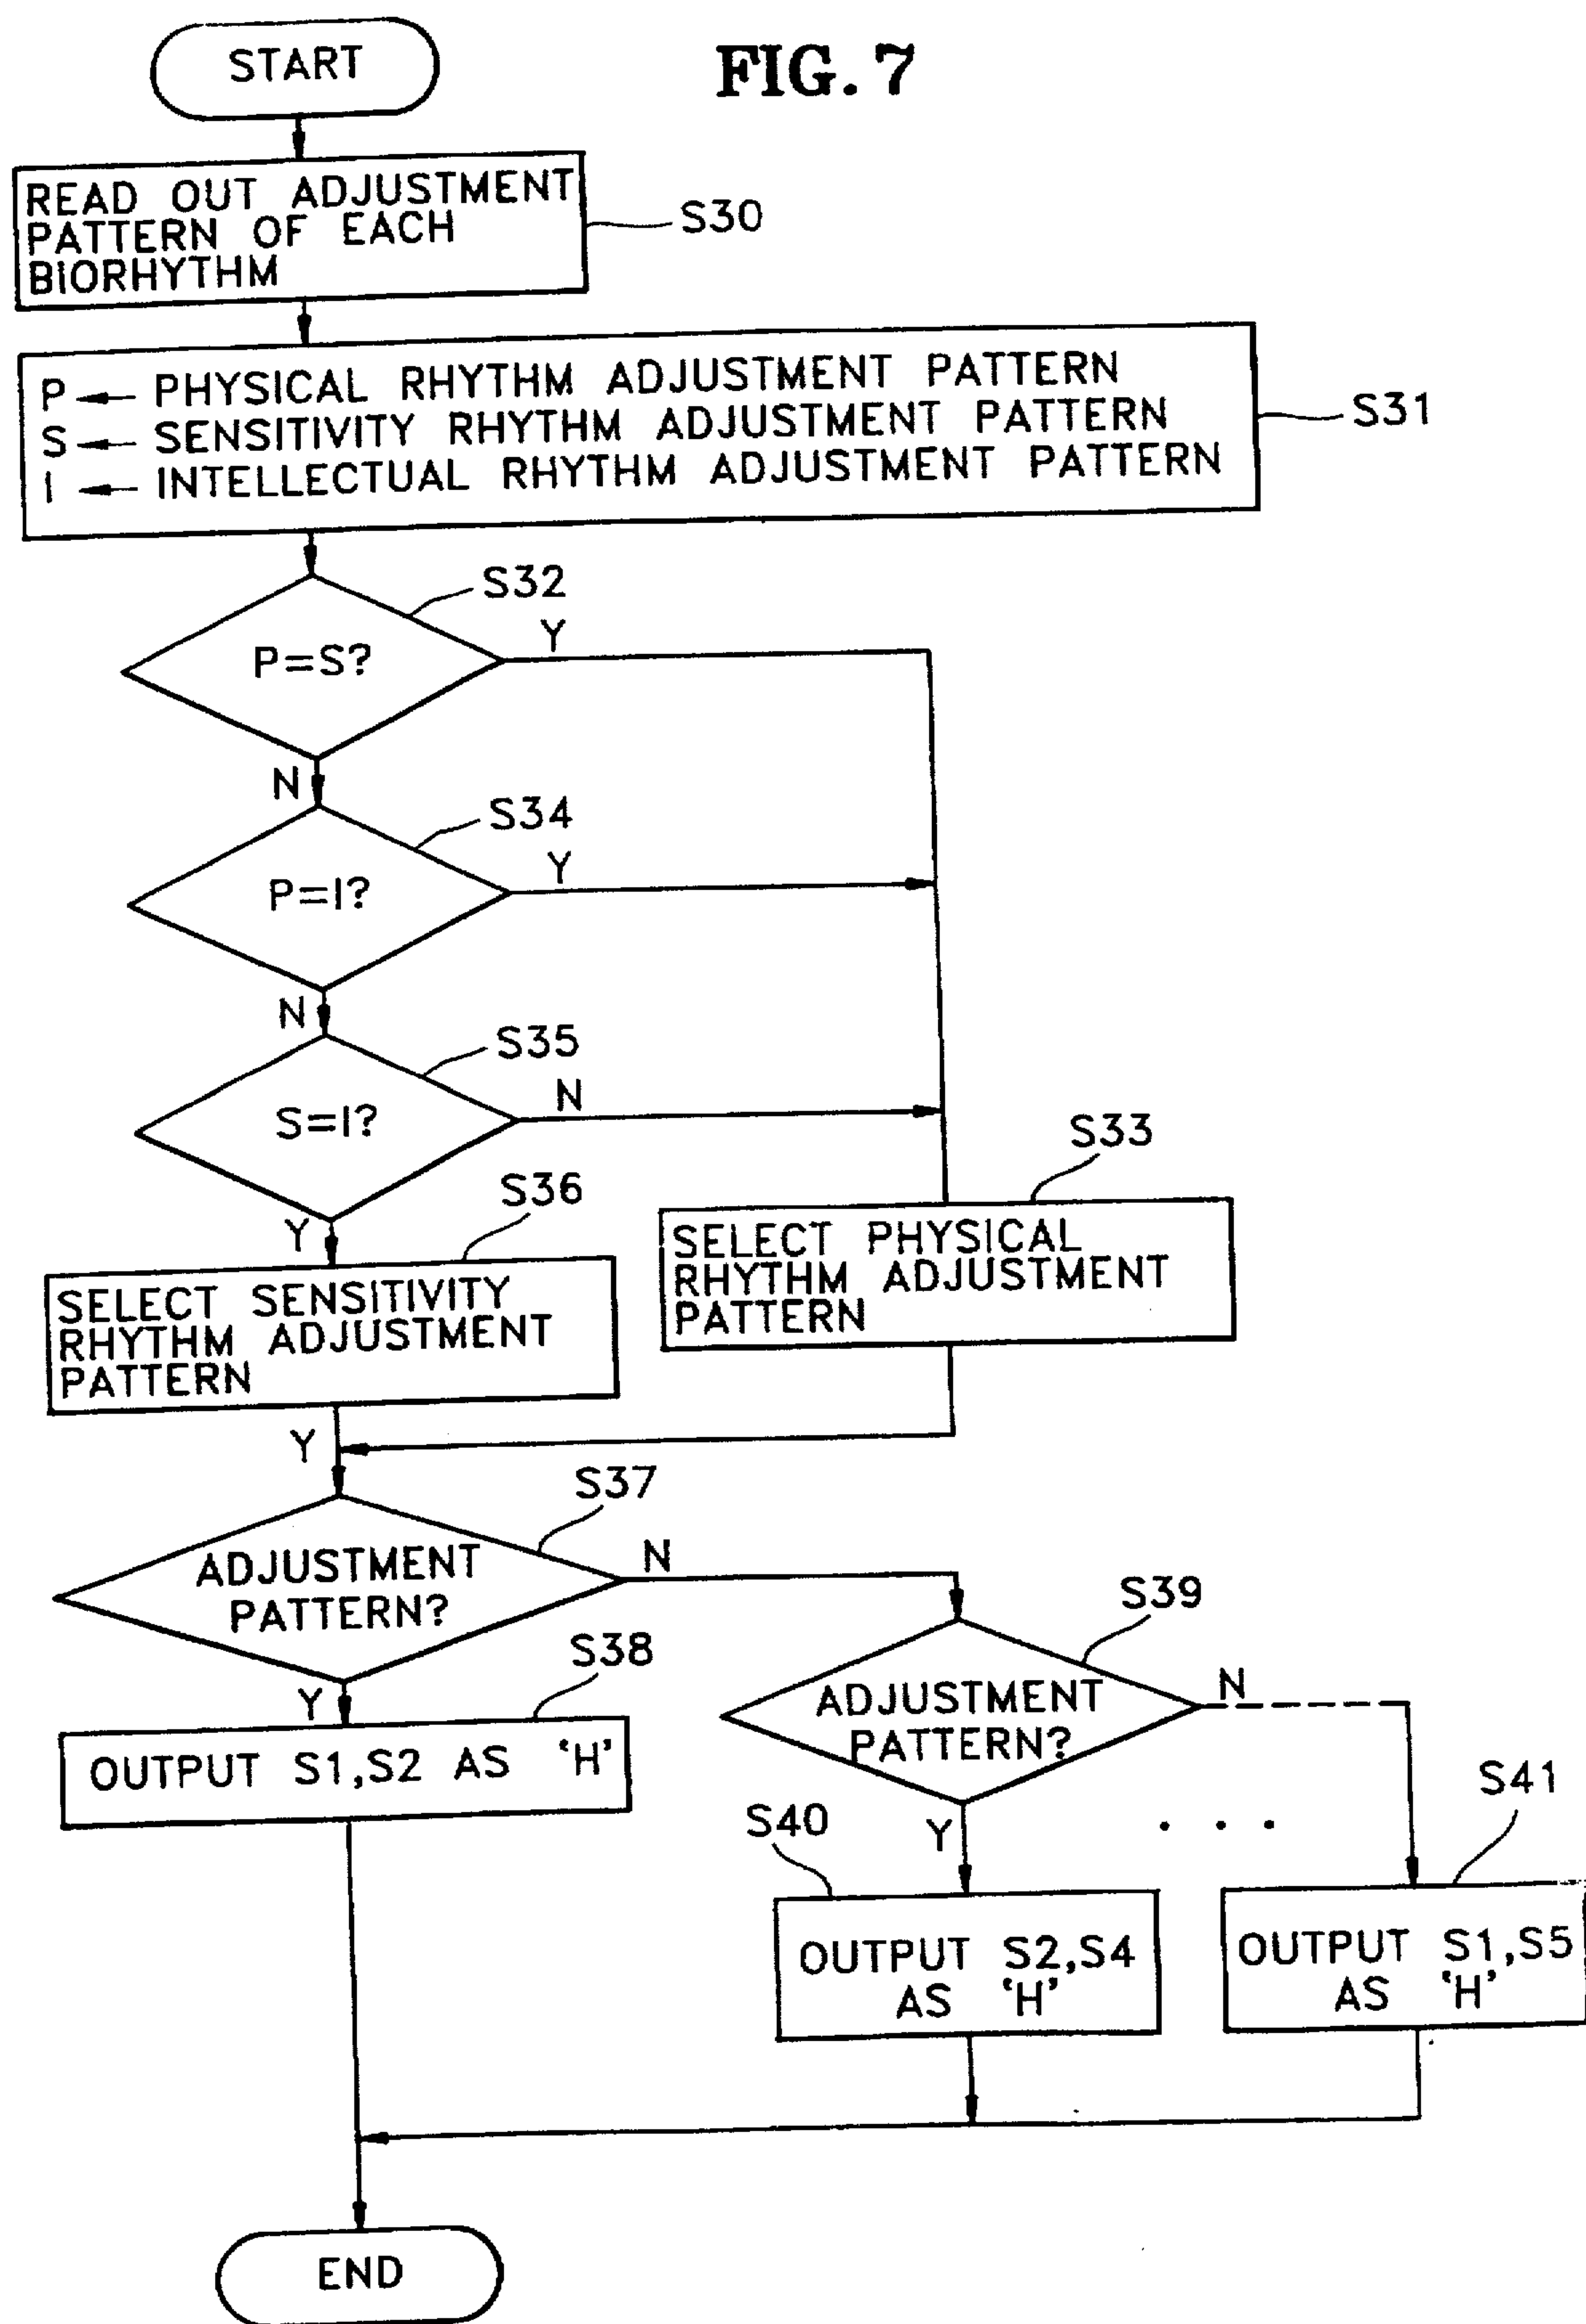 START
FIG. 7
READ OUT ADJUSTMENT
PATTERN OF EACH
BIORHYTHM
S30
P ← PHYSICAL RHYTHM ADJUSTMENT PATTERN
S ← SENSITIVITY RHYTHM ADJUSTMENT PATTERN
I ← INTELLECTUAL RHYTHM ADJUSTMENT PATTERN
S31
S32
P=S?
Y
N
S34
P=I?
Y
N
S35
S=I?
N
Y
S36
SELECT SENSITIVITY
RHYTHM ADJUSTMENT
PATTERN
S33
SELECT PHYSICAL
RHYTHM ADJUSTMENT
PATTERN
Y
S37
ADJUSTMENT
PATTERN?
N
Y
S38
OUTPUT S1,S2 AS 'H'
S39
ADJUSTMENT
PATTERN?
N
Y
S40
OUTPUT S2,S4
AS 'H'
. . .
S41
OUTPUT S1,S5
AS 'H'
END